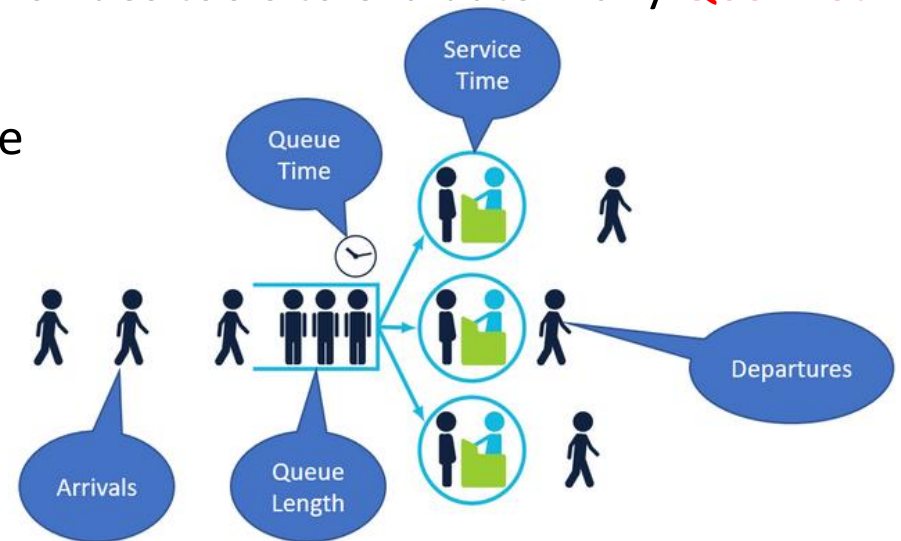 Service
Time
Queue
Time
e
Departures
Arrivals
Queue
Length